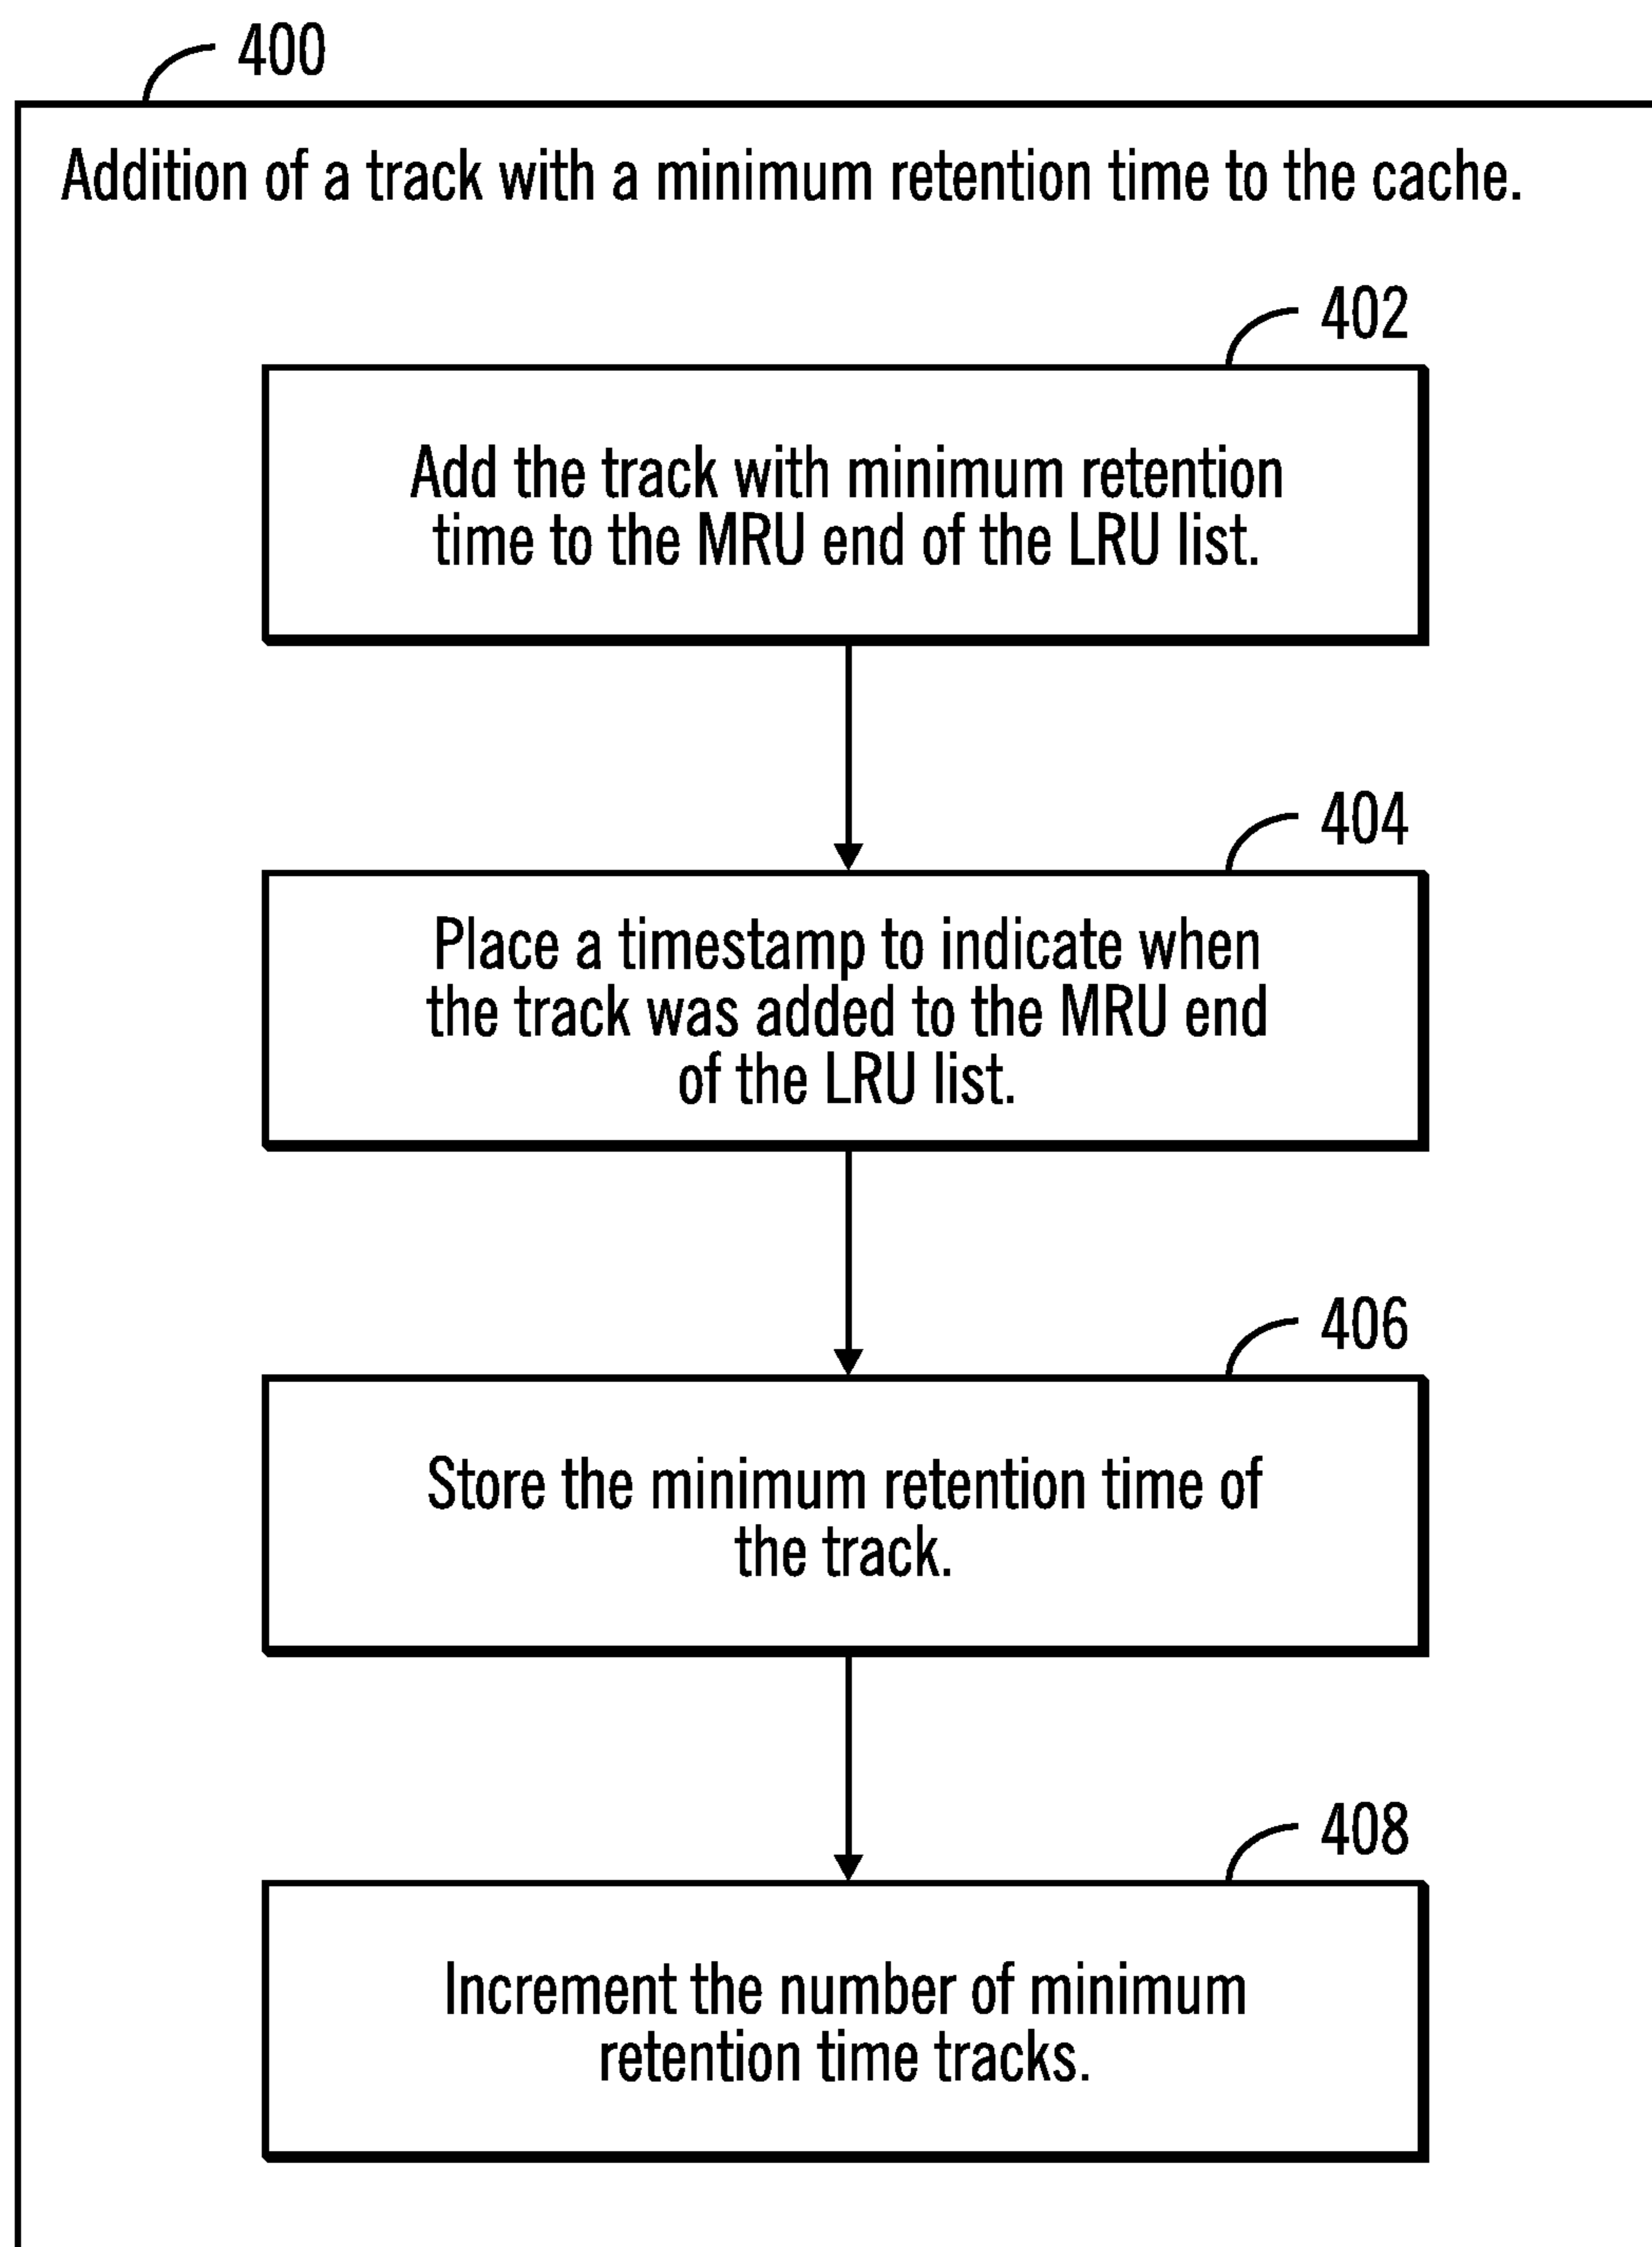 400
Addition of a track with a minimum retention time to the cache.
402
Add the track with minimum retention
time to the MRU end of the LRU list.
404
Place a timestamp to indicate when
the track was added to the MRU end
of the LRU list.
406
Store the minimum retention time of
the track.
408
Increment the number of minimum
retention time tracks.